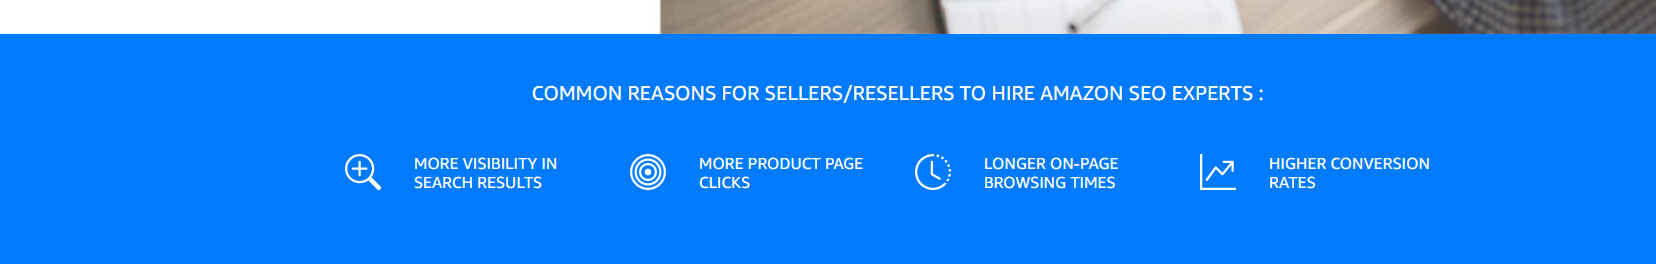 COMMON REASONS FOR SELLERS/RESELLERS TO HIRE AMAZON SEO EXPERTS :
MORE VISIBILITY IN
SEARCH RESULTS
MORE PRODUCT PAGE
CLICKS
LONGER ON-PAGE
BROWSING TIMES
HIGHER CONVERSION
RATES